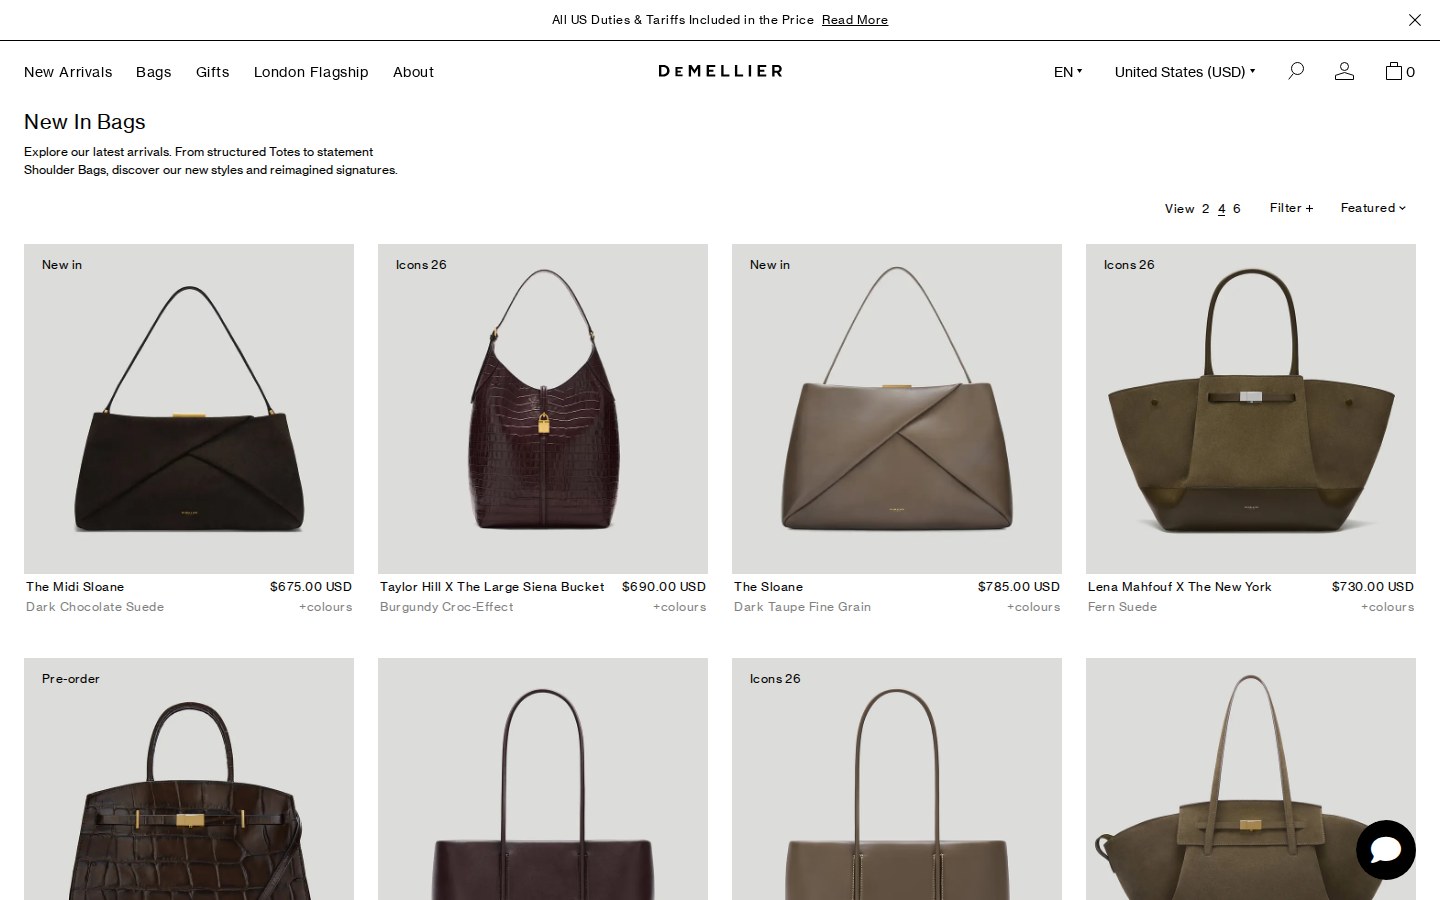 All US Duties & Tariffs Included in the Price Read More
New Arrivals Bags Gifts London Flagship About
DEMELLIER
EN United States (USD) 0
New In Bags
Explore our latest arrivals. From structured Totes to statement
Shoulder Bags, discover our new styles and reimagined signatures.
View 2 4 6 Filter + Featured
New in
Icons 26
New in
Icons 26
The Midi Sloane $675.00 USD
Dark Chocolate Suede +colours
Taylor Hill X The Large Siena Bucket $690.00 USD
Burgundy Croc-Effect +colours
The Sloane $785.00 USD
Dark Taupe Fine Grain +colours
Lena Mahfouf X The New York $730.00 USD
Fern Suede +colours
Pre-order
Icons 26